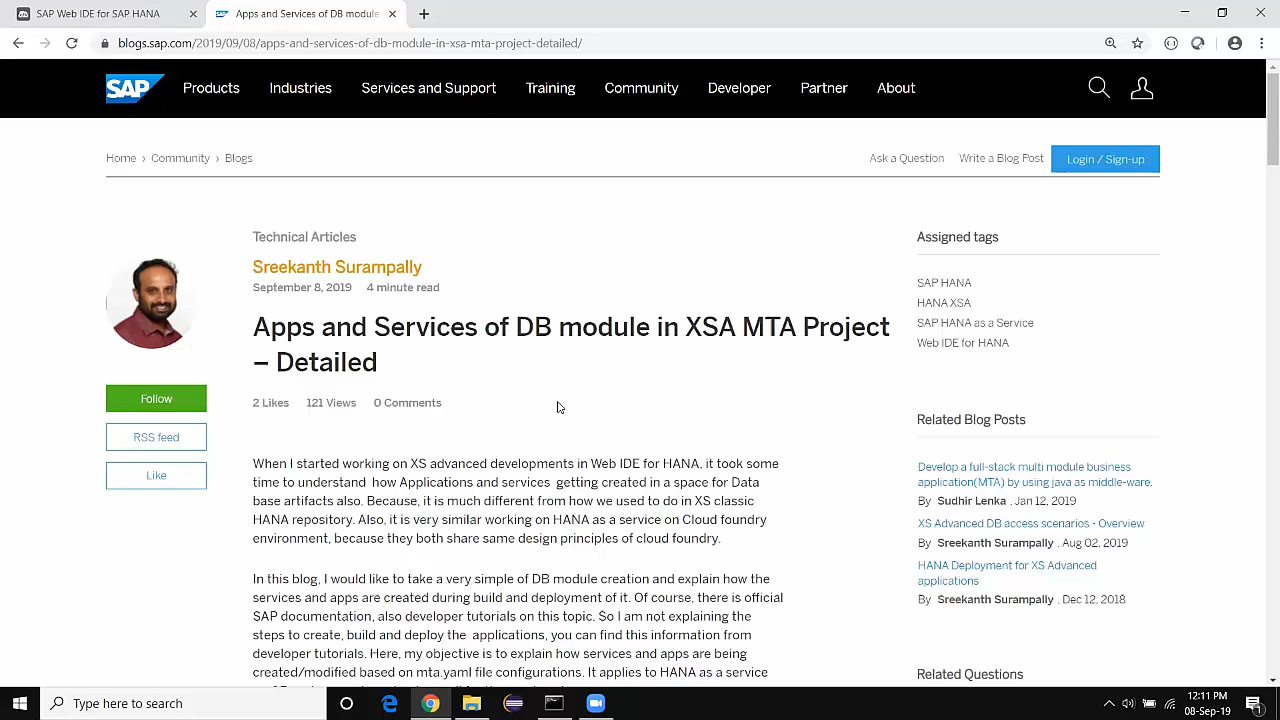 SAP Web IDE for SAP HANA
Apps and Services of DB module
blogs.sap.com/2019/09/08/apps-and-services-of-db-module-in-xsa-mta-project-detailed/
SAP
Products
Industries
Services and Support
Training
Community
Developer
Partner
About
Home › Community › Blogs
Ask a Question
Write a Blog Post
Login / Sign-up
Technical Articles
Sreekanth Surampally
September 8, 2019 4 minute read
Apps and Services of DB module in XSA MTA Project
– Detailed
2 Likes 121 Views 0 Comments
Follow
RSS feed
Like
When I started working on XS advanced developments in Web IDE for HANA, it took some
time to understand how Applications and services getting created in a space for Data
base artifacts also. Because, it is much different from how we used to do in XS classic
HANA repository. Also, it is very similar working on HANA as a service on Cloud foundry
environment, because they both share same design principles of cloud foundry.
In this blog, I would like to take a very simple of DB module creation and explain how the
services and apps are created during build and deployment of it. Of course, there is official
SAP documentation, also developer tutorials on this topic. So I am not explaining the
steps to create, build and deploy the applications, you can find this information from
developer tutorials. Here, my objective is to explain how services and apps are being
created/modified based on mta.yaml file configurations. It applies to HANA as a service
Assigned tags
SAP HANA
HANA XSA
SAP HANA as a Service
Web IDE for HANA
Related Blog Posts
Develop a full-stack multi module business
application(MTA) by using java as middle-ware.
By Sudhir Lenka , Jan 12, 2019
XS Advanced DB access scenarios - Overview
By Sreekanth Surampally , Aug 02, 2019
HANA Deployment for XS Advanced
applications
By Sreekanth Surampally , Dec 12, 2018
Related Questions
Type here to search
12:11 PM
08-Sep-19
1